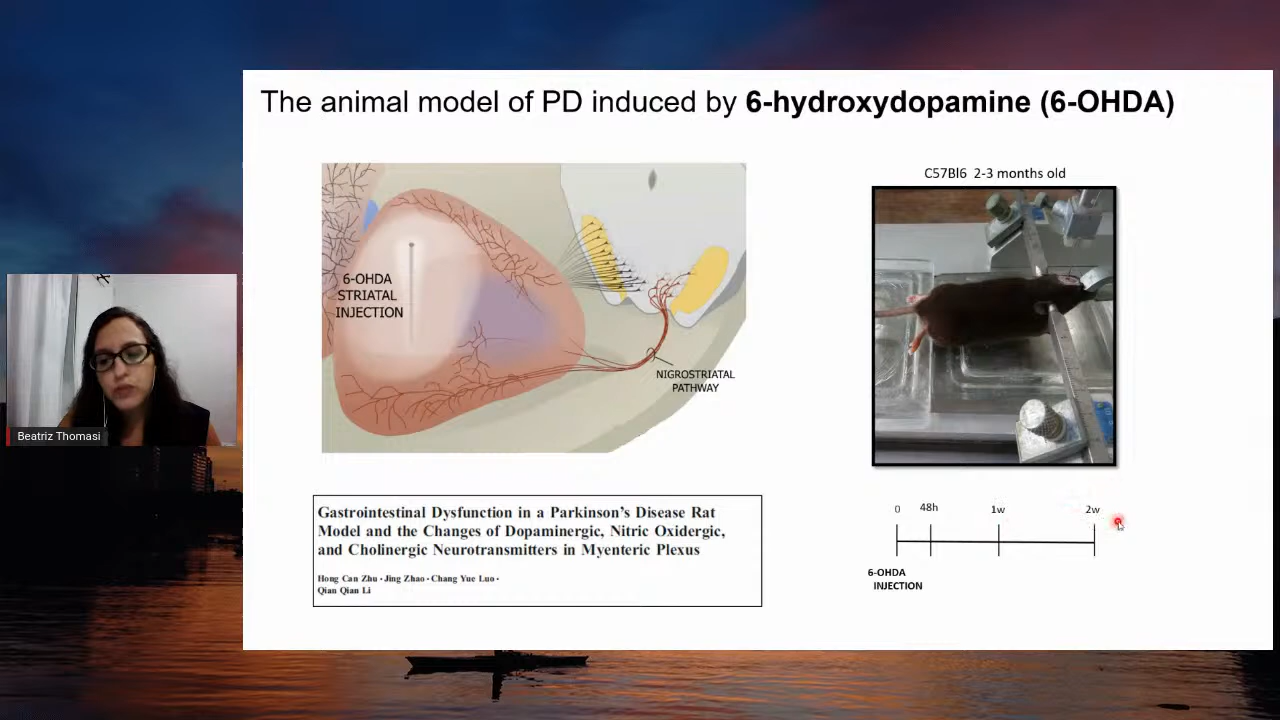 The animal model of PD induced by 6-hydroxydopamine (6-OHDA)
6-OHDA
STRIATAL
INJECTION
NIGROSTRIATAL
PATHWAY
C57Bl6 2-3 months old
Gastrointestinal Dysfunction in a Parkinson's Disease Rat
Model and the Changes of Dopaminergic, Nitric Oxidergic,
and Cholinergic Neurotransmitters in Myenteric Plexus
Hong Can Zhu · Jing Zhao · Chang Yue Luo ·
Qian Qian Li
0 48h 1w 2w
6-OHDA
INJECTION
Beatriz Thomasi